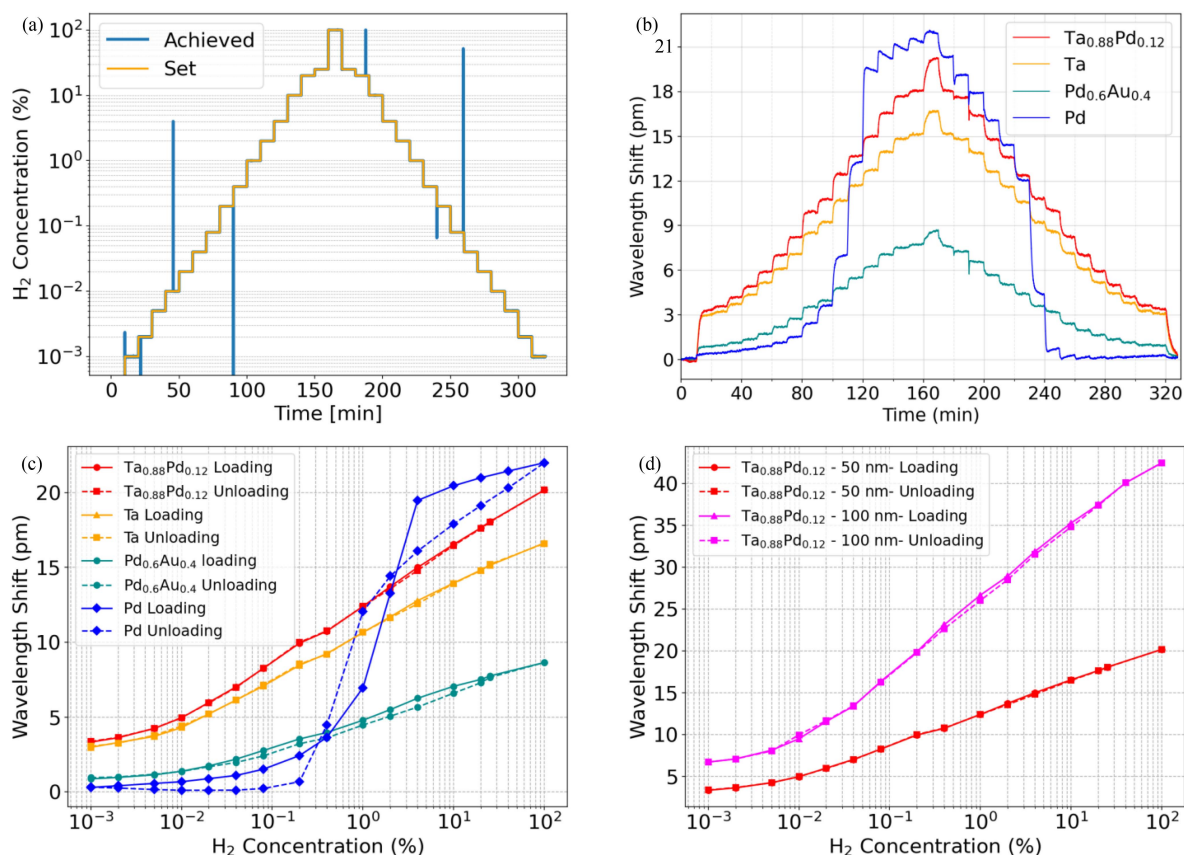 (a)
Achieved
Set
10²
10¹
10⁰
10⁻¹
10⁻²
10⁻³
H₂ Concentration (%)
0
50
100
150
200
250
300
Time [min]
(b)
Ta₀.₈₈Pd₀.₁₂
Ta
Pd₀.₆Au₀.₄
Pd
21
18
15
12
9
6
3
0
Wavelength Shift (pm)
0
40
80
120
160
200
240
280
320
Time (min)
(c)
Ta₀.₈₈Pd₀.₁₂ Loading
Ta₀.₈₈Pd₀.₁₂ Unloading
Ta Loading
Ta Unloading
Pd₀.₆Au₀.₄ loading
Pd₀.₆Au₀.₄ Unloading
Pd Loading
Pd Unloading
20
15
10
5
0
Wavelength Shift (pm)
10⁻³
10⁻²
10⁻¹
10⁰
10¹
10²
H₂ Concentration (%)
(d)
Ta₀.₈₈Pd₀.₁₂ - 50 nm- Loading
Ta₀.₈₈Pd₀.₁₂ - 50 nm- Unloading
Ta₀.₈₈Pd₀.₁₂ - 100 nm- Loading
Ta₀.₈₈Pd₀.₁₂ - 100 nm- Unloading
40
35
30
25
20
15
10
5
Wavelength Shift (pm)
10⁻³
10⁻²
10⁻¹
10⁰
10¹
10²
H₂ Concentration (%)